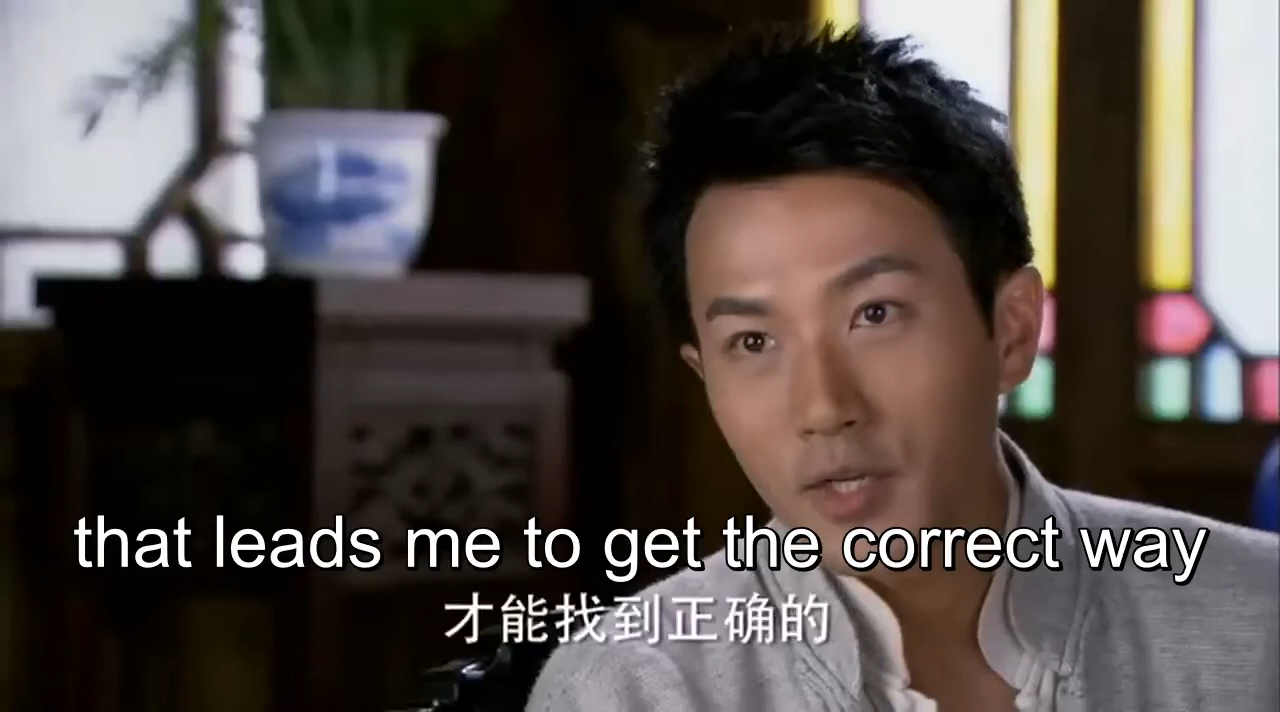 that leads me to get the correct way
才能找到正确的